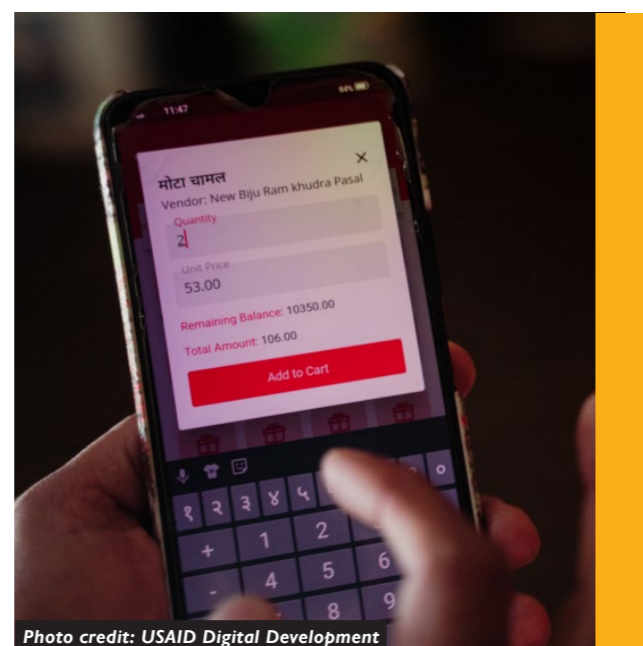 11:47
84%
मोटा चामल
Vendor: New Biju Ram khudra Pasal
Quantity
2
Unit Price
53.00
Remaining Balance: 10350.00
Total Amount: 106.00
Add to Cart
१ २ ३ ४ ५ ०
+ 1 2
- 4 5 6
8 9
Photo credit: USAID Digital Development